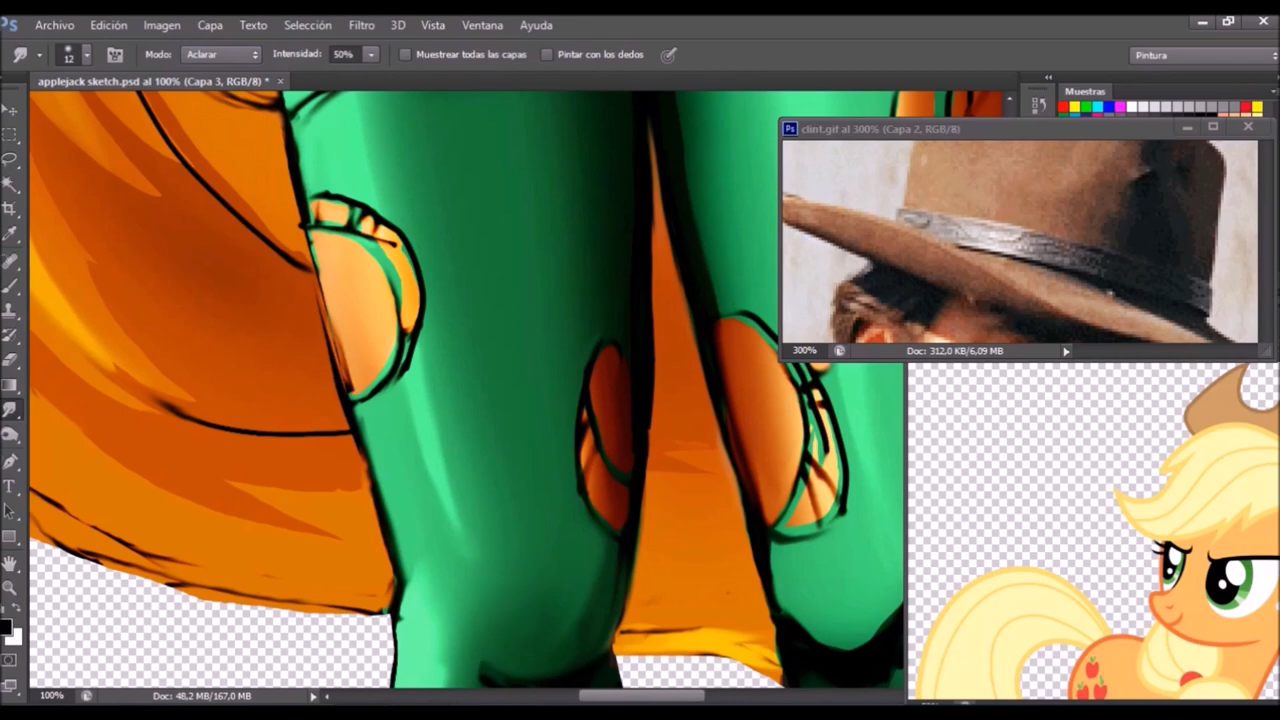 Ps Archivo Edición Imagen Capa Texto Selección Filtro 3D Vista Ventana Ayuda
12 Modo: Aclarar Intensidad: 50% Muestrear todas las capas Pintar con los dedos Pintura
applejack sketch.psd al 100% (Capa 3, RGB/8) * ×
Muestras
Ps clint.gif al 300% (Capa 2, RGB/8)
300% Doc: 312,0 KB/6,09 MB
T
100% Doc: 48,2 MB/167,0 MB